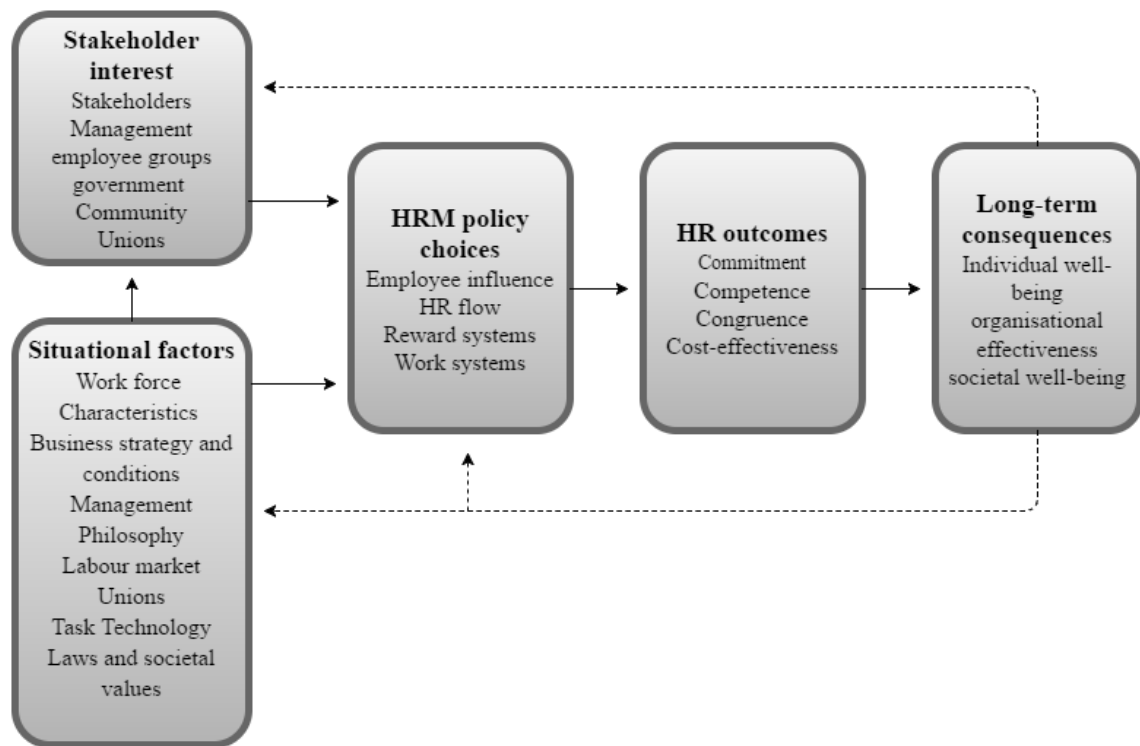 Stakeholder
interest
Stakeholders
Management
employee groups
government
Community
Unions
Situational factors
Work force
Characteristics
Business strategy and
conditions
Management
Philosophy
Labour market
Unions
Task Technology
Laws and societal
values
HRM policy
choices
Employee influence
HR flow
Reward systems
Work systems
HR outcomes
Commitment
Competence
Congruence
Cost-effectiveness
Long-term
consequences
Individual well-
being
organisational
effectiveness
societal well-being